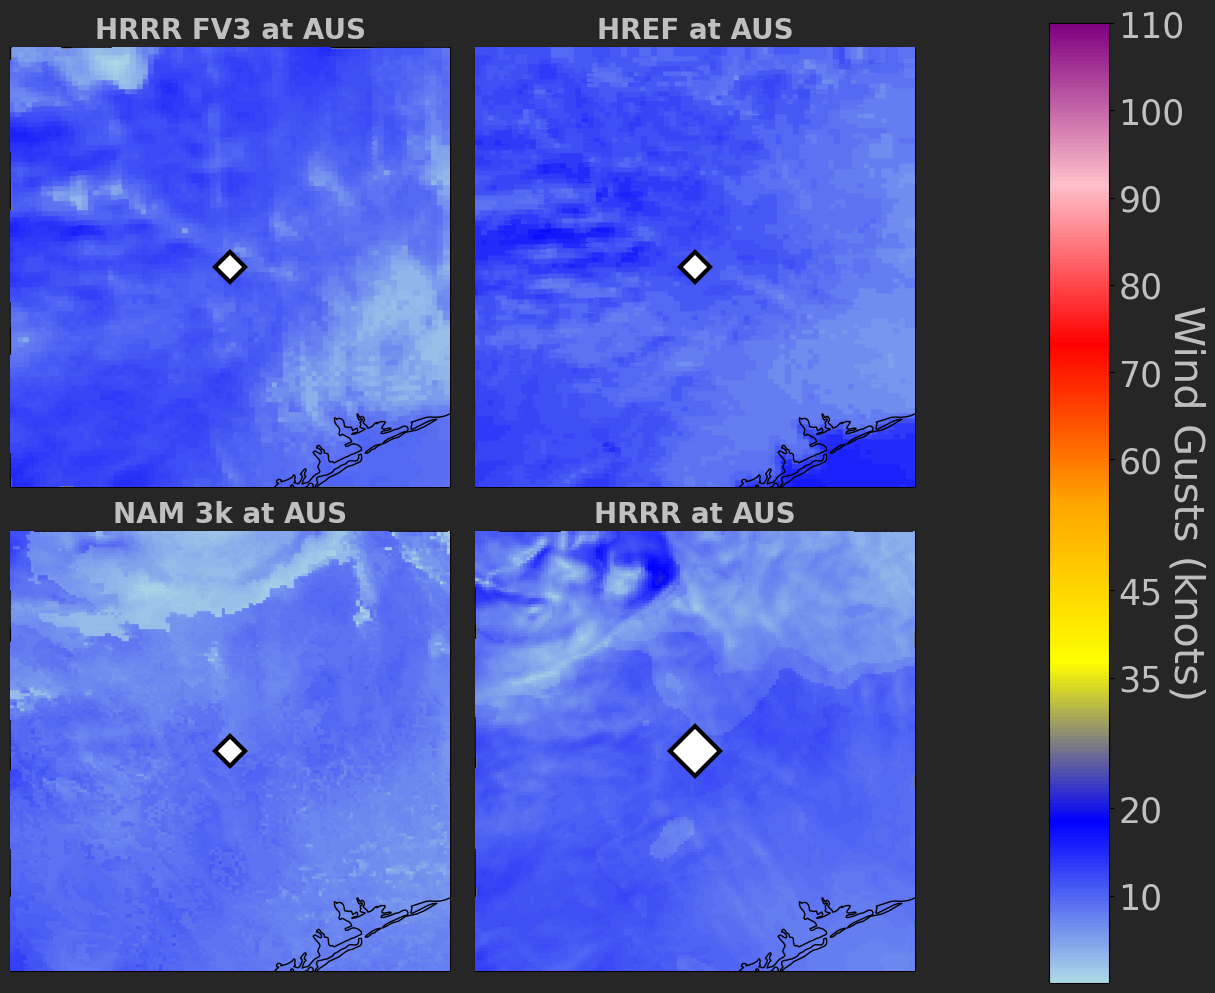 HRRR FV3 at AUS
HREF at AUS
NAM 3k at AUS
HRRR at AUS
110
100
90
80
70
60
45
35
20
10
Wind Gusts (knots)